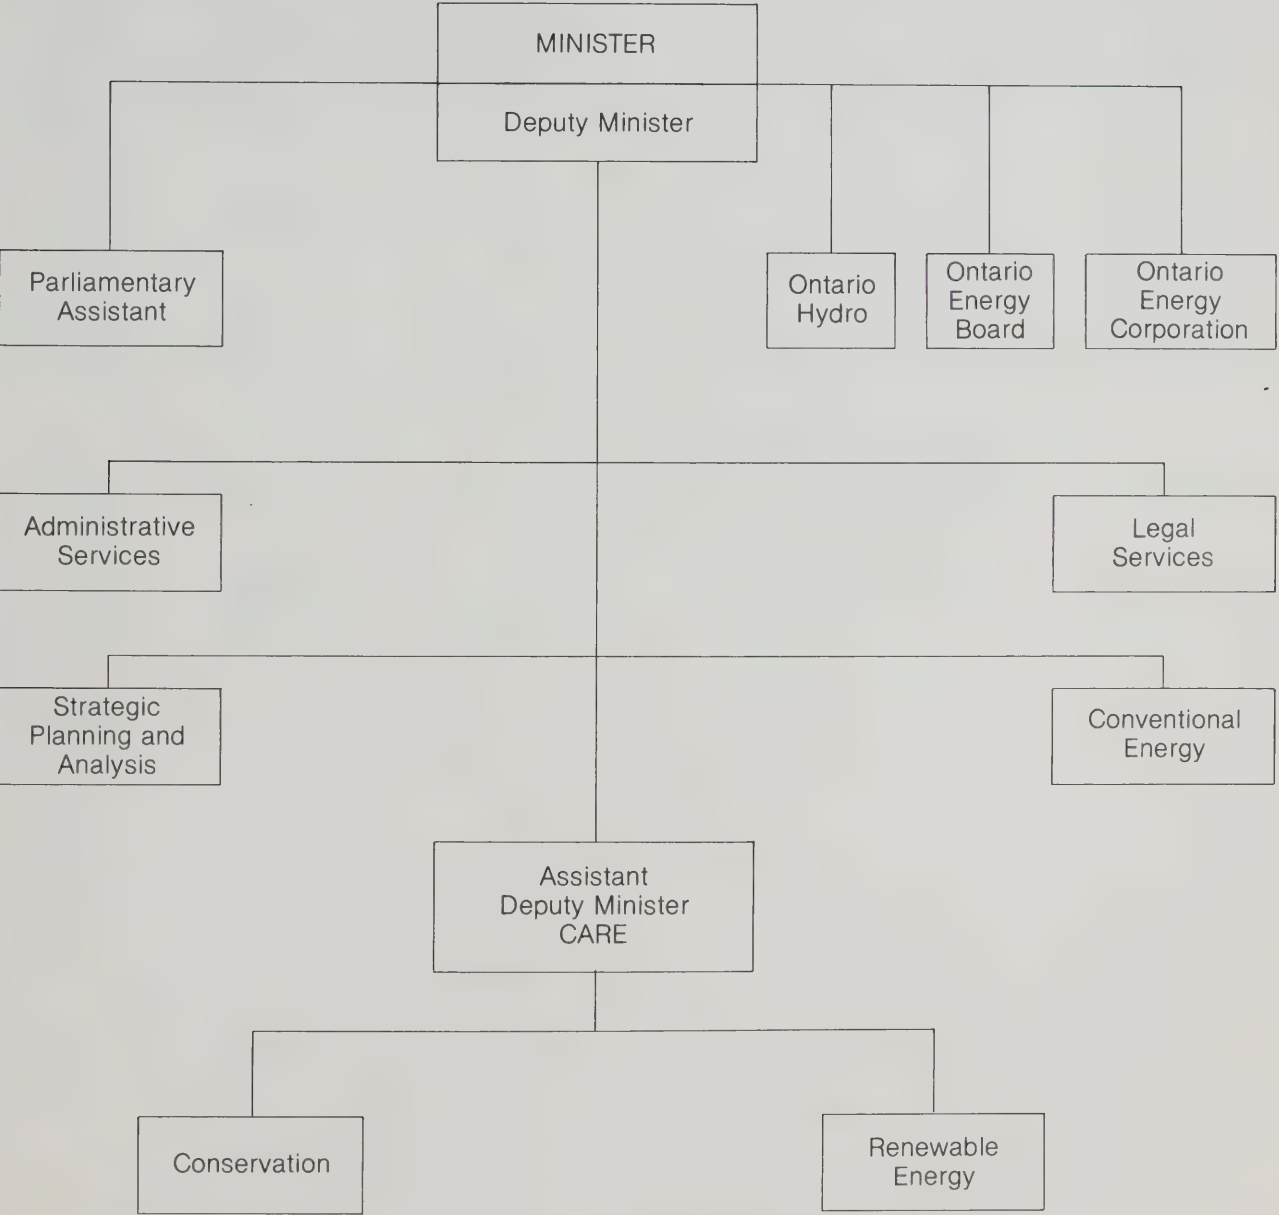 MINISTER
Deputy Minister
Parliamentary
Assistant
Ontario
Hydro
Ontario
Energy
Board
Ontario
Energy
Corporation
Administrative
Services
Legal
Services
Strategic
Planning and
Analysis
Conventional
Energy
Assistant
Deputy Minister
CARE
Conservation
Renewable
Energy